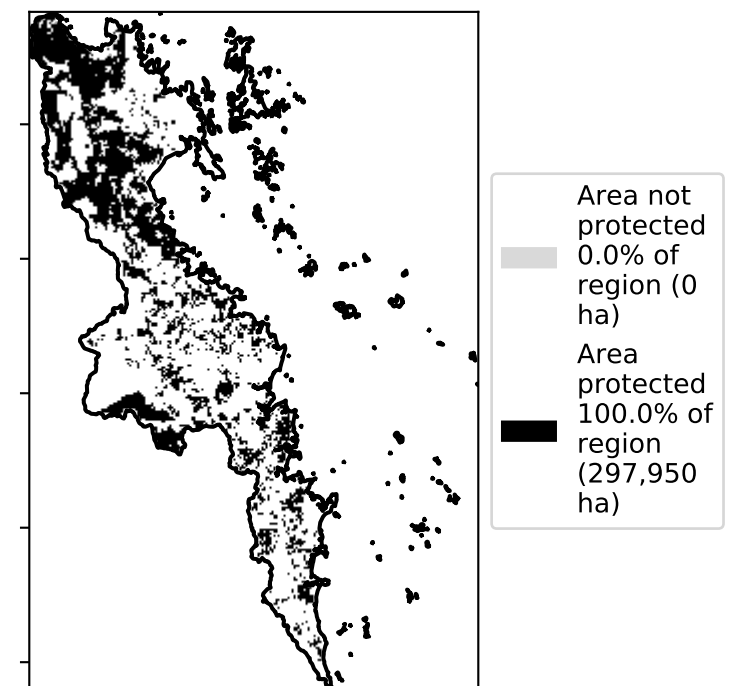 Area not
protected
0.0% of
region (0
ha)
Area
protected
100.0% of
region
(297,950
ha)